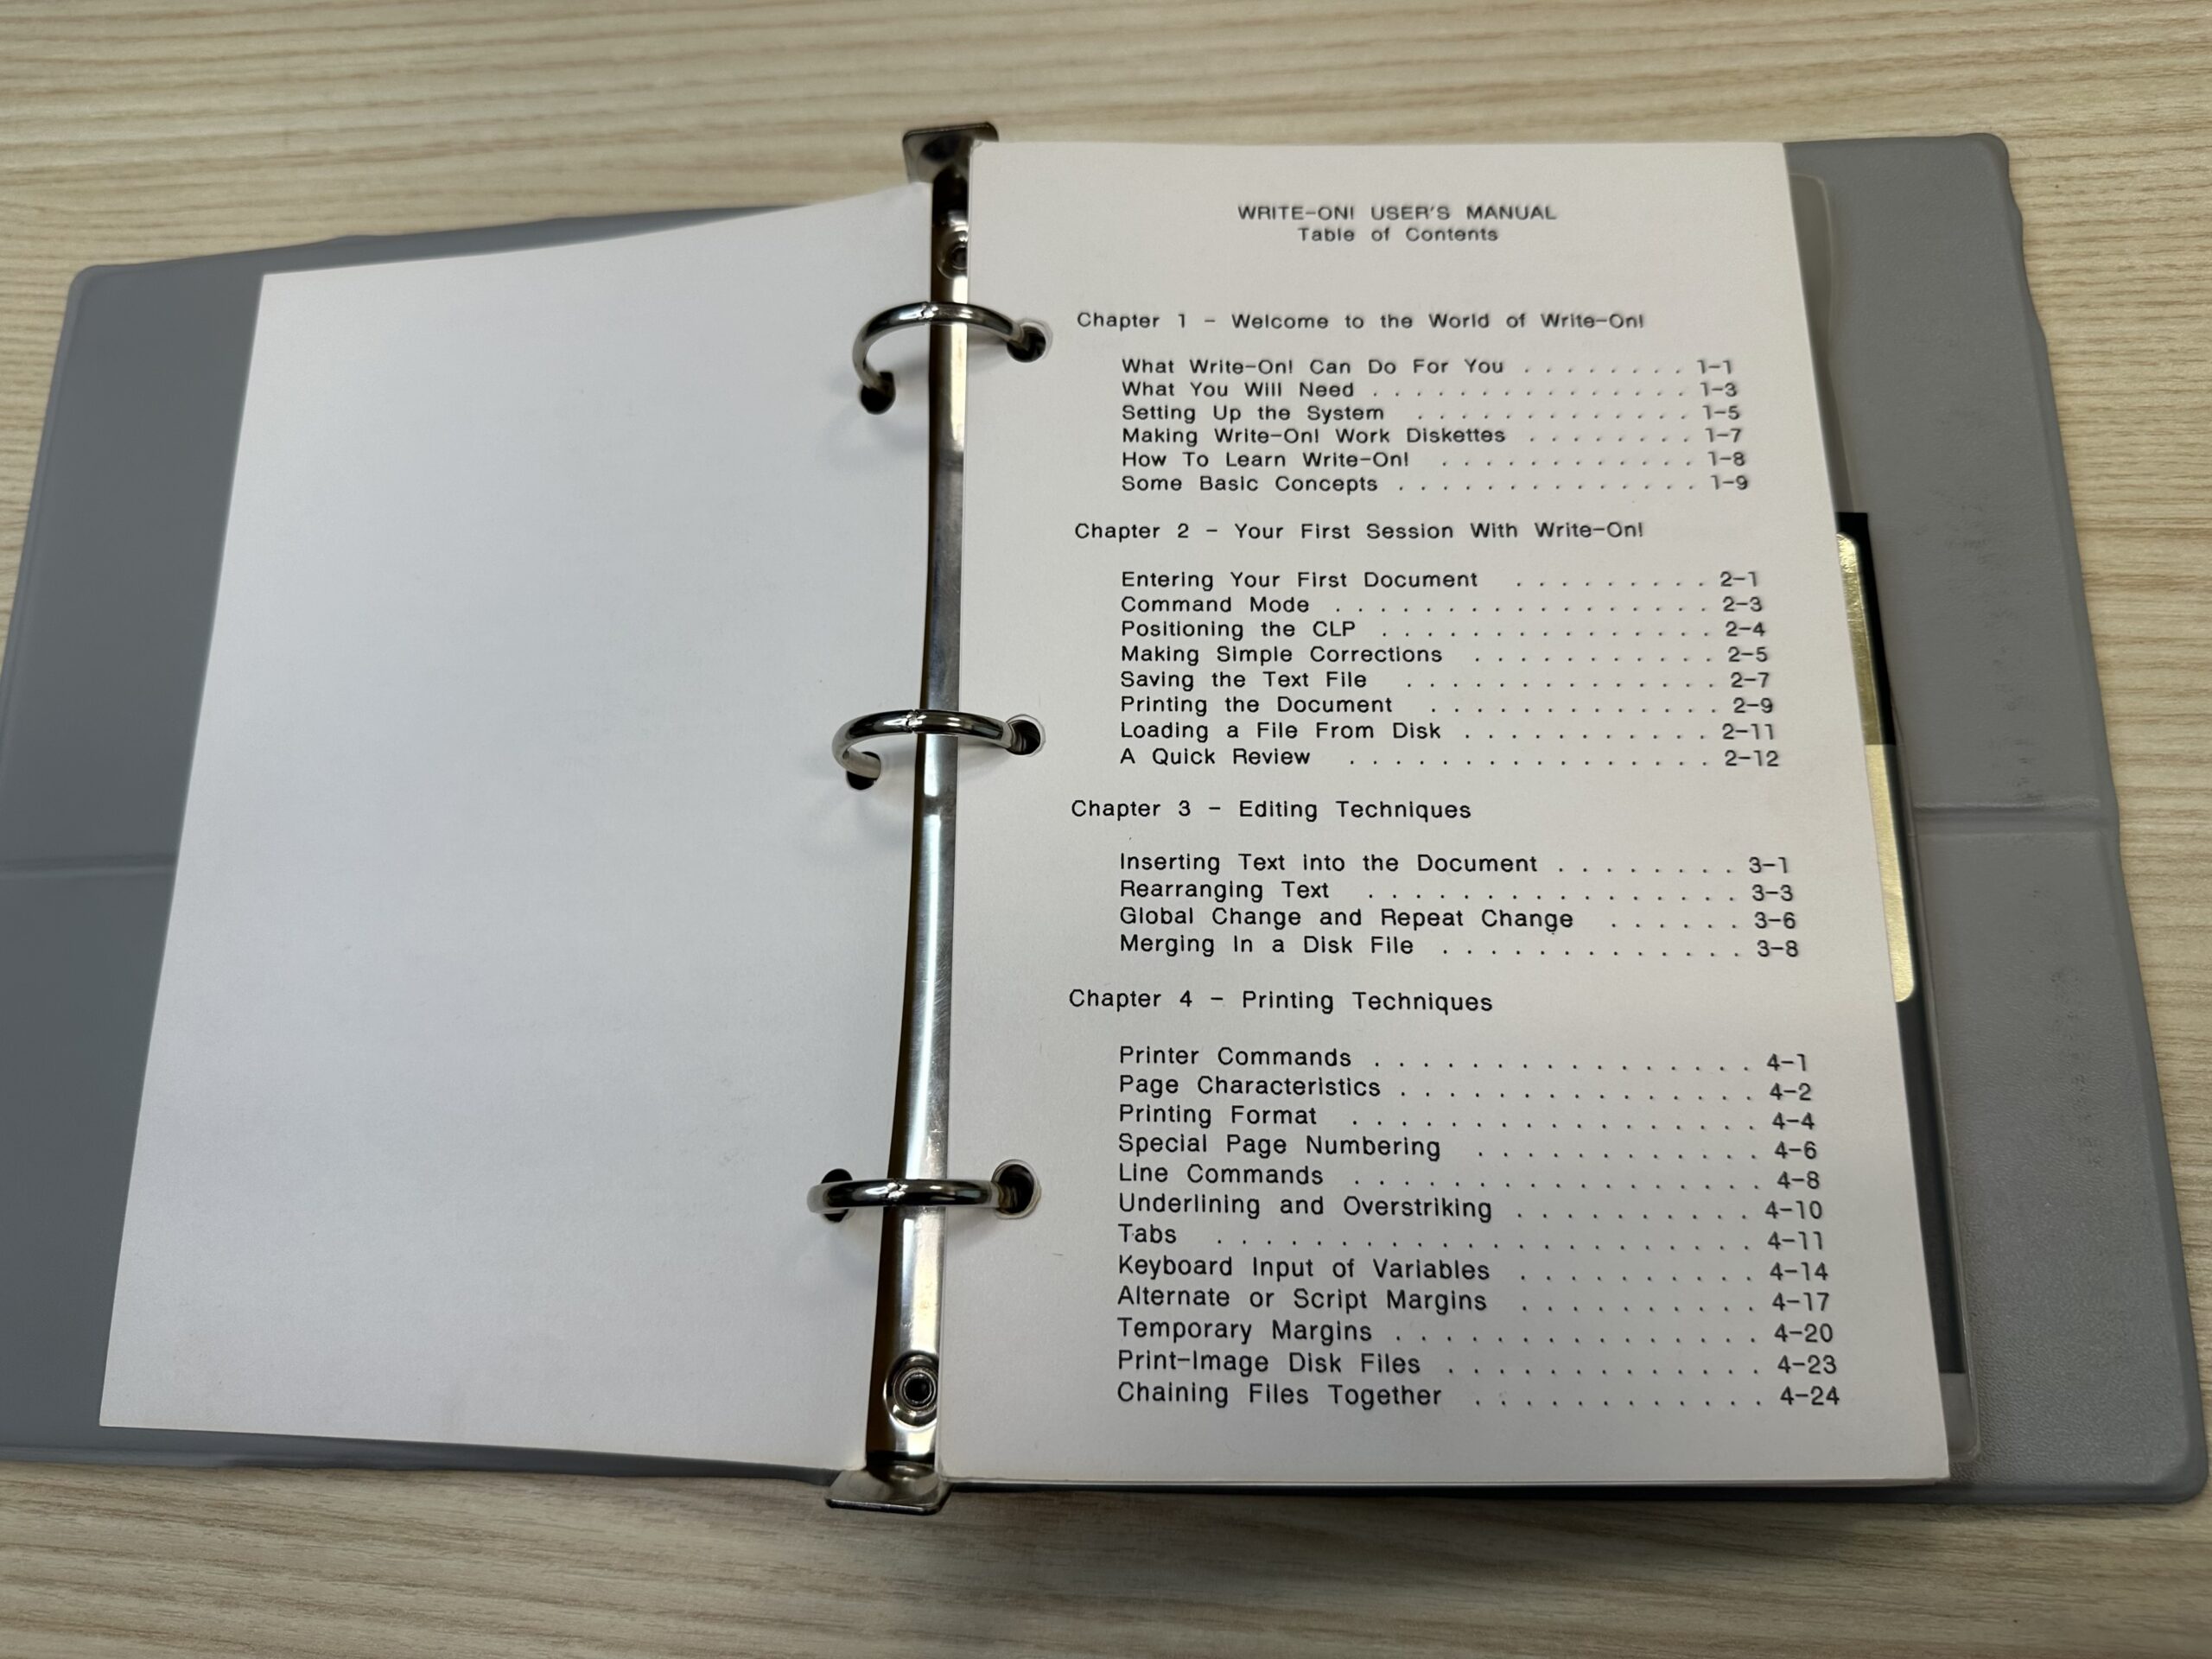 WRITE-ON! USER'S MANUAL
Table of Contents
Chapter 1 - Welcome to the World of Write-On!
What Write-On! Can Do For You . . . . . . . . 1-1
What You Will Need . . . . . . . . . . . . . . . 1-3
Setting Up the System . . . . . . . . . . . . . 1-5
Making Write-On! Work Diskettes . . . . . . . . 1-7
How To Learn Write-On! . . . . . . . . . . . . 1-8
Some Basic Concepts . . . . . . . . . . . . . . 1-9
Chapter 2 - Your First Session With Write-On!
Entering Your First Document . . . . . . . . . 2-1
Command Mode . . . . . . . . . . . . . . . . . 2-3
Positioning the CLP . . . . . . . . . . . . . . 2-4
Making Simple Corrections . . . . . . . . . . . 2-5
Saving the Text File . . . . . . . . . . . . . 2-7
Printing the Document . . . . . . . . . . . . . 2-9
Loading a File From Disk . . . . . . . . . . . 2-11
A Quick Review . . . . . . . . . . . . . . . . 2-12
Chapter 3 - Editing Techniques
Inserting Text into the Document . . . . . . . . 3-1
Rearranging Text . . . . . . . . . . . . . . . . 3-3
Global Change and Repeat Change . . . . . . 3-6
Merging In a Disk File . . . . . . . . . . . . . 3-8
Chapter 4 - Printing Techniques
Printer Commands . . . . . . . . . . . . . . . . 4-1
Page Characteristics . . . . . . . . . . . . . . 4-2
Printing Format . . . . . . . . . . . . . . . . 4-4
Special Page Numbering . . . . . . . . . . . . 4-6
Line Commands . . . . . . . . . . . . . . . . . 4-8
Underlining and Overstriking . . . . . . . . . . 4-10
Tabs . . . . . . . . . . . . . . . . . . . . . . 4-11
Keyboard Input of Variables . . . . . . . . . . 4-14
Alternate or Script Margins . . . . . . . . . . 4-17
Temporary Margins . . . . . . . . . . . . . . . 4-20
Print-Image Disk Files . . . . . . . . . . . . . 4-23
Chaining Files Together . . . . . . . . . . . . 4-24